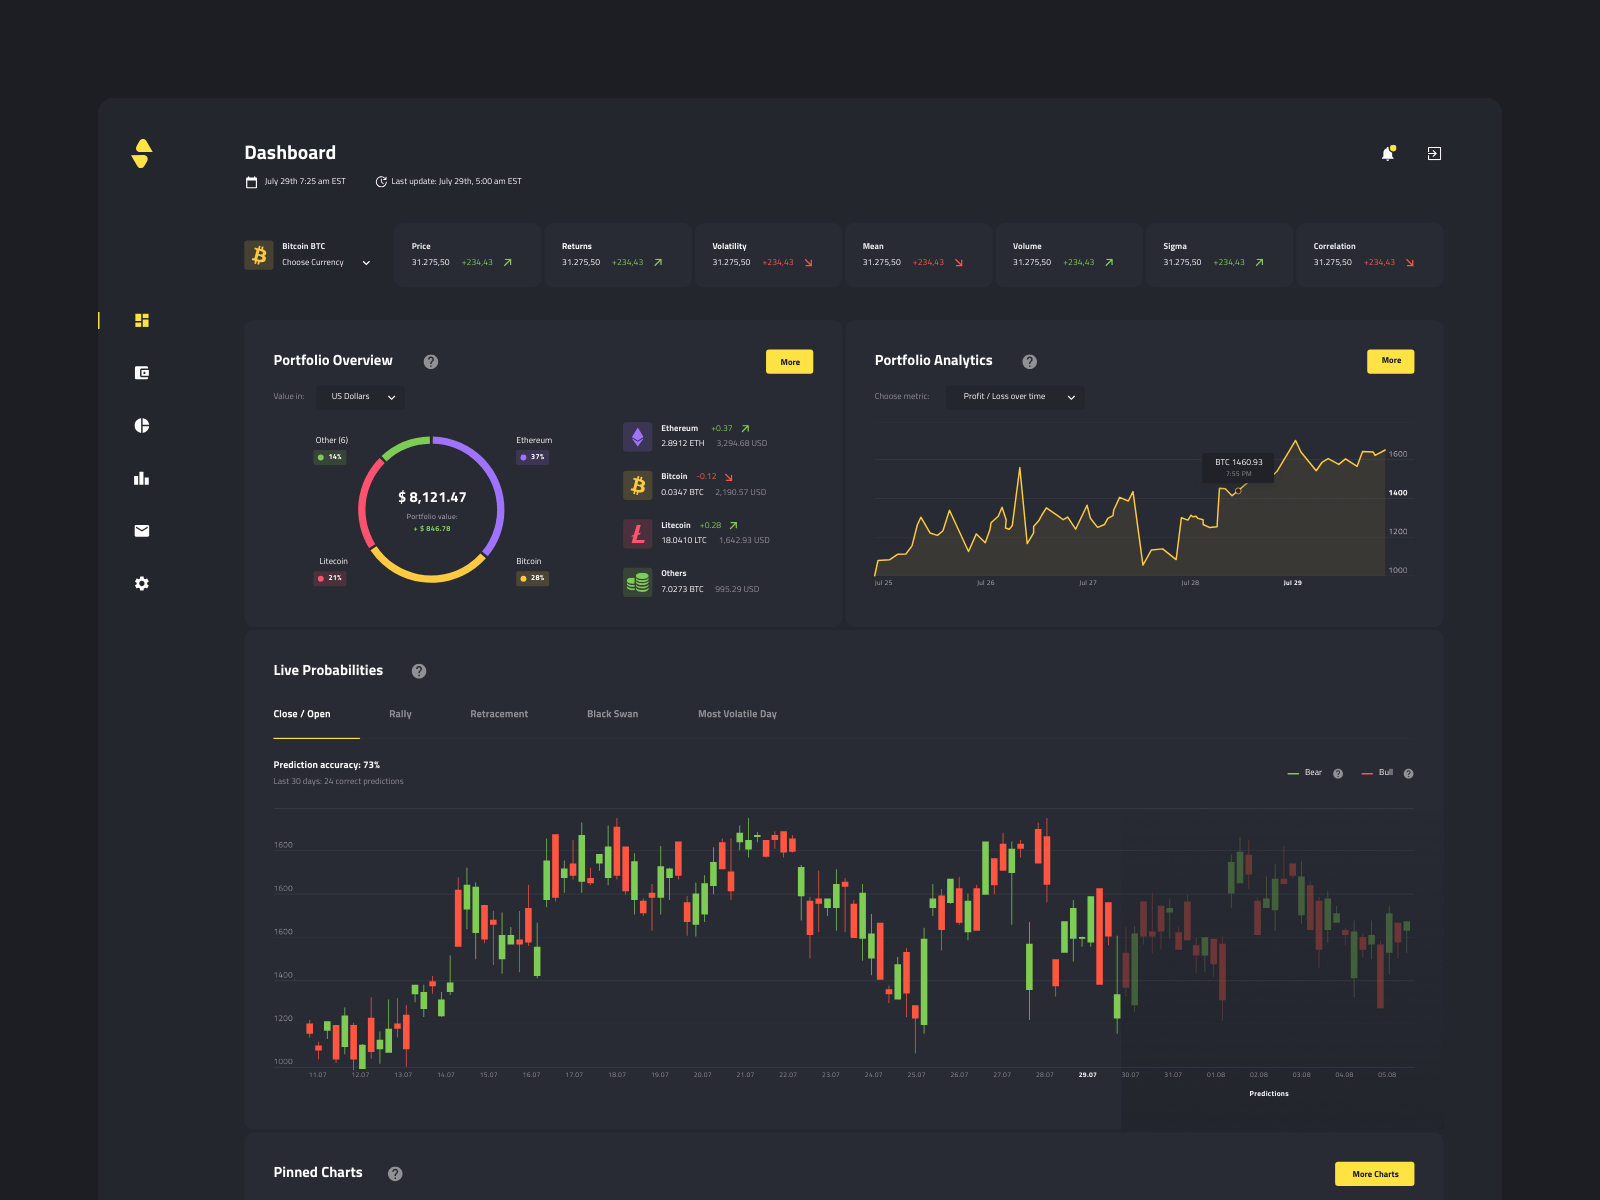 Dashboard
July 29th 7:25 am EST
Last update: July 29th, 5:00 am EST
Bitcoin BTC
Choose Currency
Price
31.275,50 +234,43
Returns
31.275,50 +234,43
Volatility
31.275,50 +234,43
Mean
31.275,50 +234,43
Volume
31.275,50 +234,43
Sigma
31.275,50 +234,43
Correlation
31.275,50 +234,43
Portfolio Overview ?
More
Value in: US Dollars
Other (6)
14%
Ethereum
37%
$ 8,121.47
Portfolio value:
+ $ 846.78
Litecoin
21%
Bitcoin
28%
Ethereum +0.37
2.8912 ETH 3,294.68 USD
Bitcoin -0.12
0.0347 BTC 2,190.57 USD
Litecoin +0.28
18.0410 LTC 1,642.93 USD
Others
7.0273 BTC 995.29 USD
Portfolio Analytics ?
More
Choose metric: Profit / Loss over time
BTC 1460.93
7:55 PM
1600
1400
1200
1000
Jul 25 Jul 26 Jul 27 Jul 28 Jul 29
Live Probabilities ?
Close / Open Rally Retracement Black Swan Most Volatile Day
Prediction accuracy: 73%
Last 30 days: 24 correct predictions
Bear ? Bull ?
1600
1600
1600
1400
1200
1000
11.07 12.07 13.07 14.07 15.07 16.07 17.07 18.07 19.07 20.07 21.07 22.07 23.07 24.07 25.07 26.07 27.07 28.07 29.07 30.07 31.07 01.08 02.08 03.08 04.08 05.08
Predictions
Pinned Charts ?
More Charts